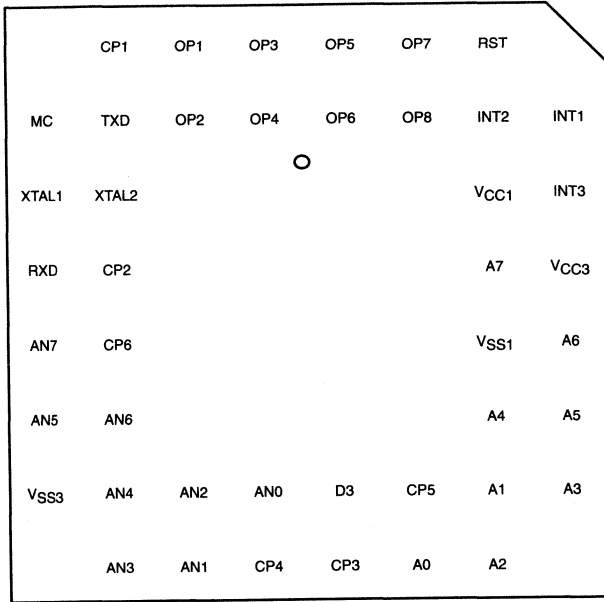 CP1 OP1 OP3 OP5 OP7 RST
MC TXD OP2 OP4 OP6 OP8 INT2 INT1
XTAL1 XTAL2 VCC1 INT3
RXD CP2 A7 VCC3
AN7 CP6 VSS1 A6
AN5 AN6 A4 A5
VSS3 AN4 AN2 AN0 D3 CP5 A1 A3
AN3 AN1 CP4 CP3 A0 A2